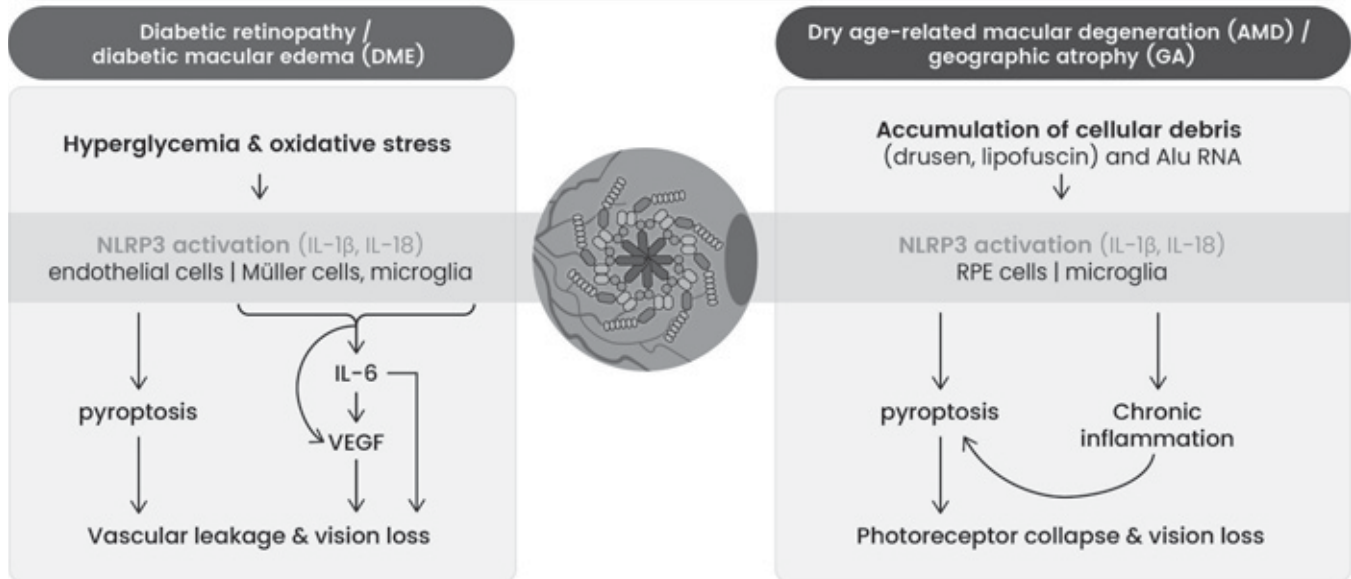 Diabetic retinopathy /
diabetic macular edema (DME)
Hyperglycemia & oxidative stress
NLRP3 activation (IL-1β, IL-18)
endothelial cells | Müller cells, microglia
IL-6
pyroptosis
VEGF
Vascular leakage & vision loss
Dry age-related macular degeneration (AMD) /
geographic atrophy (GA)
Accumulation of cellular debris
(drusen, lipofuscin) and Alu RNA
NLRP3 activation (IL-1β, IL-18)
RPE cells | microglia
pyroptosis
Chronic
inflammation
Photoreceptor collapse & vision loss